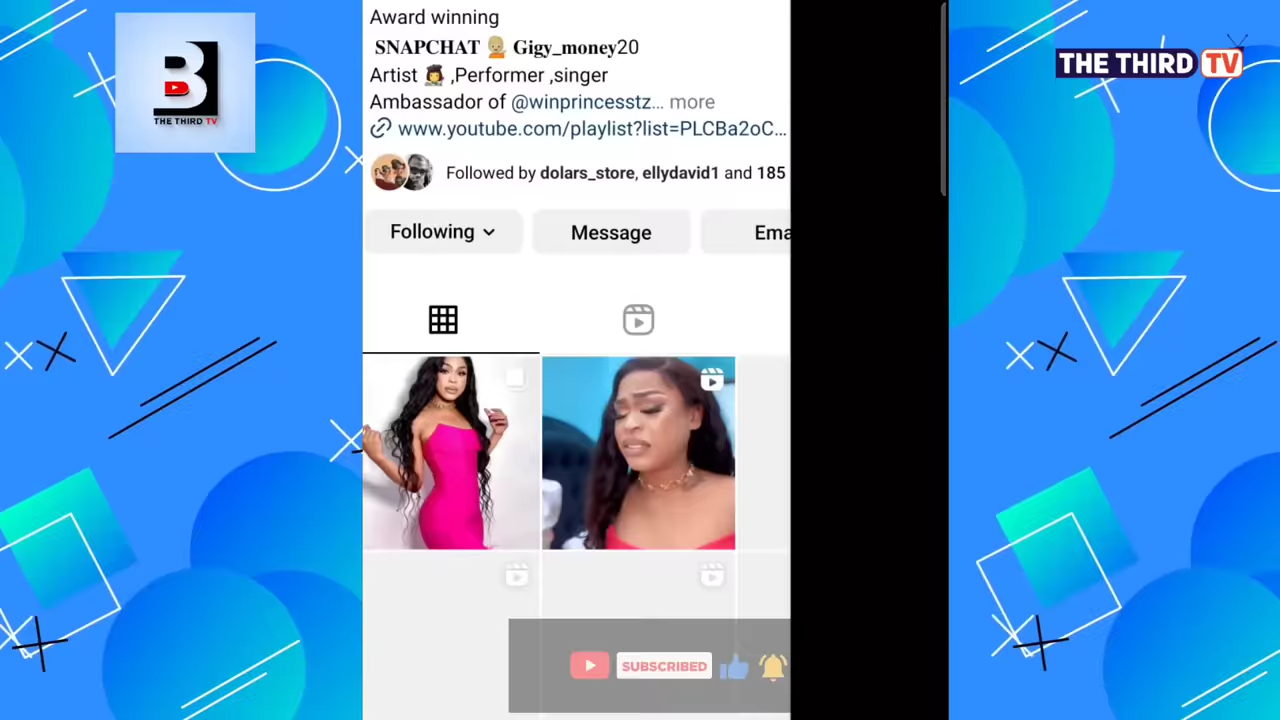 THE THIRD TV
B
THE THIRD TV
Award winning
SNAPCHAT 💁🏼 Gigy_money20
Artist 👩‍🎓 ,Performer ,singer
Ambassador of @winprincesstz... more
www.youtube.com/playlist?list=PLCBa2oC...
Followed by dolars_store, ellydavid1 and 185
Following
Message
Ema
SUBSCRIBED